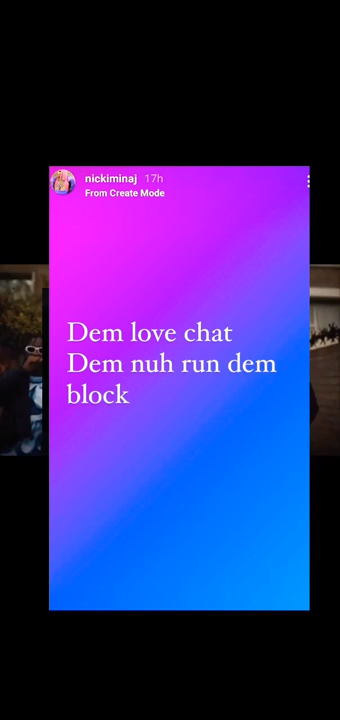 nickiminaj 17h
From Create Mode
Dem love chat
Dem nuh run dem
block